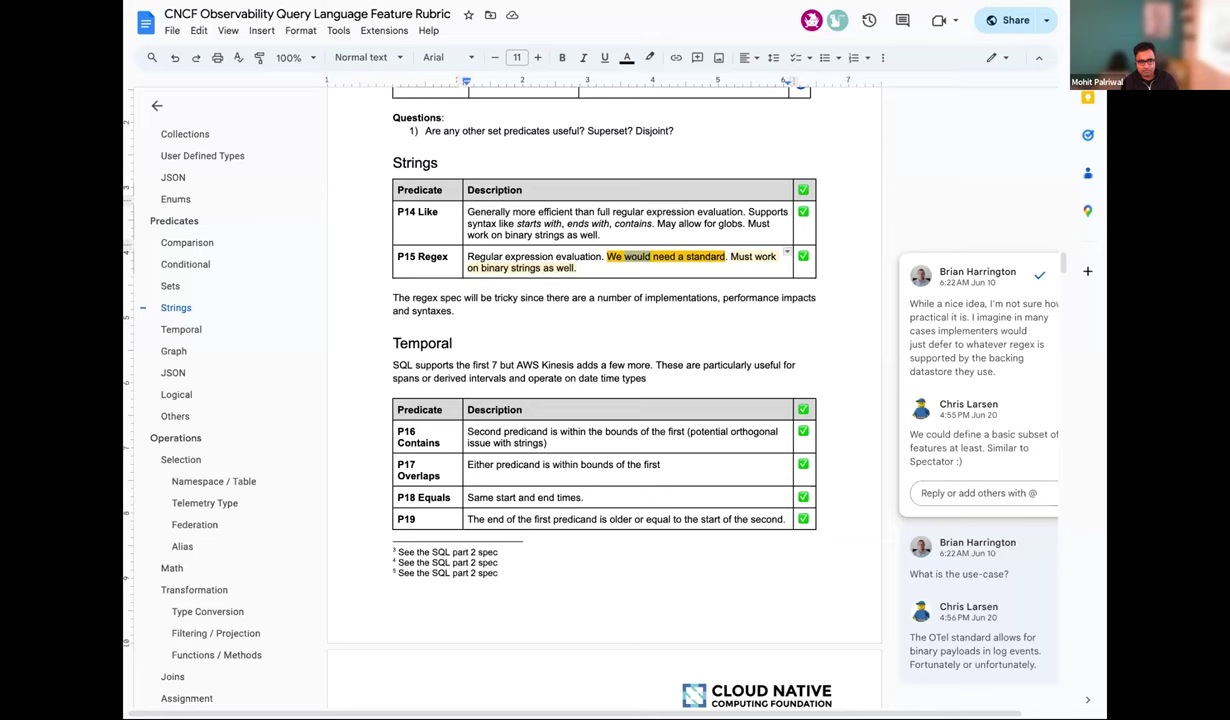 CNCF Observability Query Language Feature Rubric
File Edit View Insert Format Tools Extensions Help
Share
Mohit Palriwal
100% Normal text Arial 11
1 1 2 3 4 5 6 7
Collections
User Defined Types
JSON
Enums
Predicates
Comparison
Conditional
Sets
Strings
Temporal
Graph
JSON
Logical
Others
Operations
Selection
Namespace / Table
Telemetry Type
Federation
Alias
Math
Transformation
Type Conversion
Filtering / Projection
Functions / Methods
Joins
Assignment
Questions:
1) Are any other set predicates useful? Superset? Disjoint?
Strings
Predicate Description ✅
P14 Like Generally more efficient than full regular expression evaluation. Supports ✅
syntax like starts with, ends with, contains. May allow for globs. Must
work on binary strings as well.
P15 Regex Regular expression evaluation. We would need a standard. Must work ✅
on binary strings as well.
The regex spec will be tricky since there are a number of implementations, performance impacts
and syntaxes.
Temporal
SQL supports the first 7 but AWS Kinesis adds a few more. These are particularly useful for
spans or derived intervals and operate on date time types
Predicate Description ✅
P16 Second predicand is within the bounds of the first (potential orthogonal ✅
Contains issue with strings)
P17 Either predicand is within bounds of the first ✅
Overlaps
P18 Equals Same start and end times. ✅
P19 The end of the first predicand is older or equal to the start of the second. ✅
3 See the SQL part 2 spec
4 See the SQL part 2 spec
5 See the SQL part 2 spec
CLOUD NATIVE
COMPUTING FOUNDATION
Brian Harrington
6:22 AM Jun 10
While a nice idea, I'm not sure how
practical it is. I imagine in many
cases implementers would
just defer to whatever regex is
supported by the backing
datastore they use.
Chris Larsen
4:55 PM Jun 20
We could define a basic subset of
features at least. Similar to
Spectator :)
Reply or add others with @
Brian Harrington
6:22 AM Jun 10
What is the use-case?
Chris Larsen
4:56 PM Jun 20
The OTel standard allows for
binary payloads in log events.
Fortunately or unfortunately.